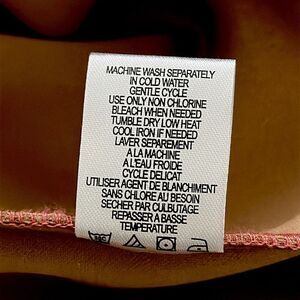 MACHINE WASH SEPARATELY
IN COLD WATER
GENTLE CYCLE
USE ONLY NON CHLORINE
BLEACH WHEN NEEDED
TUMBLE DRY LOW HEAT
COOL IRON IF NEEDED
LAVER SEPAREMENT
A LA MACHINE
A L'EAU FROIDE
CYCLE DELICAT
UTILISER AGENT DE BLANCHIMENT
SANS CHLORE AU BESOIN
SECHER PAR CULBUTAGE
REPASSER A BASSE
TEMPERATURE